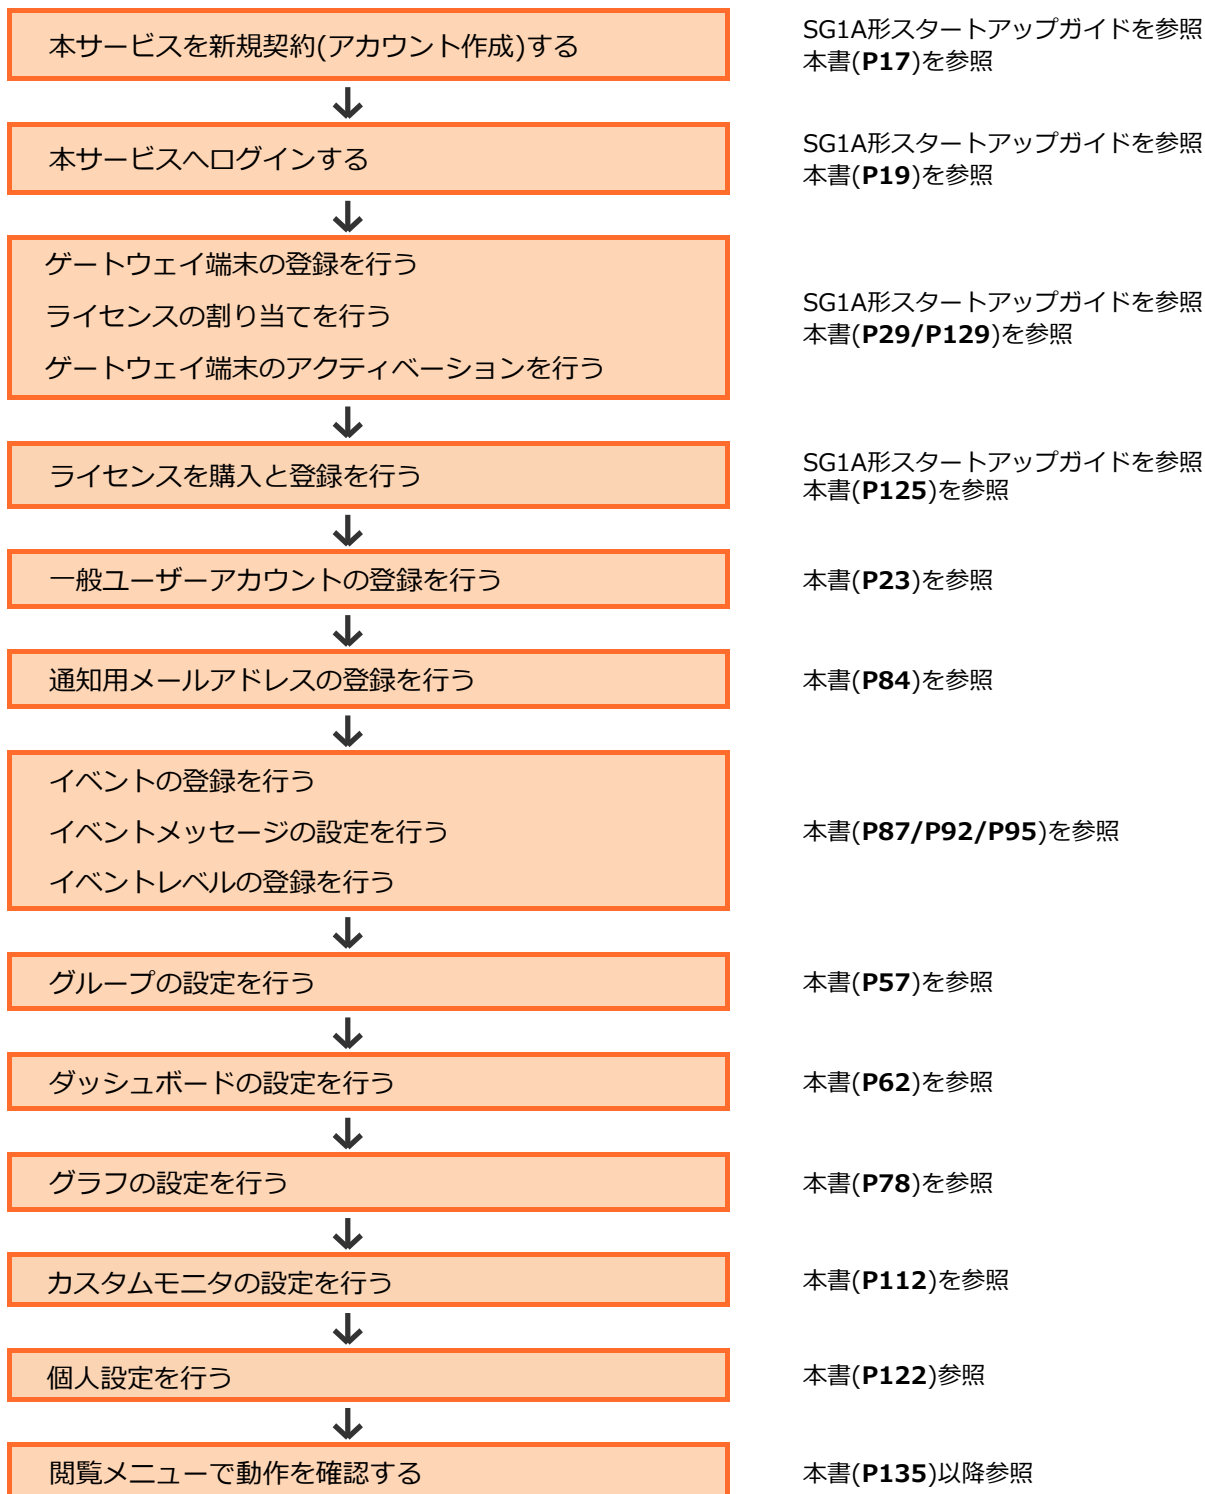 本サービスを新規契約(アカウント作成)する
SG1A形スタートアップガイドを参照
本書(P17)を参照
本サービスへログインする
SG1A形スタートアップガイドを参照
本書(P19)を参照
ゲートウェイ端末の登録を行う
ライセンスの割り当てを行う
ゲートウェイ端末のアクティベーションを行う
SG1A形スタートアップガイドを参照
本書(P29/P129)を参照
ライセンスを購入と登録を行う
SG1A形スタートアップガイドを参照
本書(P125)を参照
一般ユーザーアカウントの登録を行う
本書(P23)を参照
通知用メールアドレスの登録を行う
本書(P84)を参照
イベントの登録を行う
イベントメッセージの設定を行う
イベントレベルの登録を行う
本書(P87/P92/P95)を参照
グループの設定を行う
本書(P57)を参照
ダッシュボードの設定を行う
本書(P62)を参照
グラフの設定を行う
本書(P78)を参照
カスタムモニタの設定を行う
本書(P112)を参照
個人設定を行う
本書(P122)参照
閲覧メニューで動作を確認する
本書(P135)以降参照